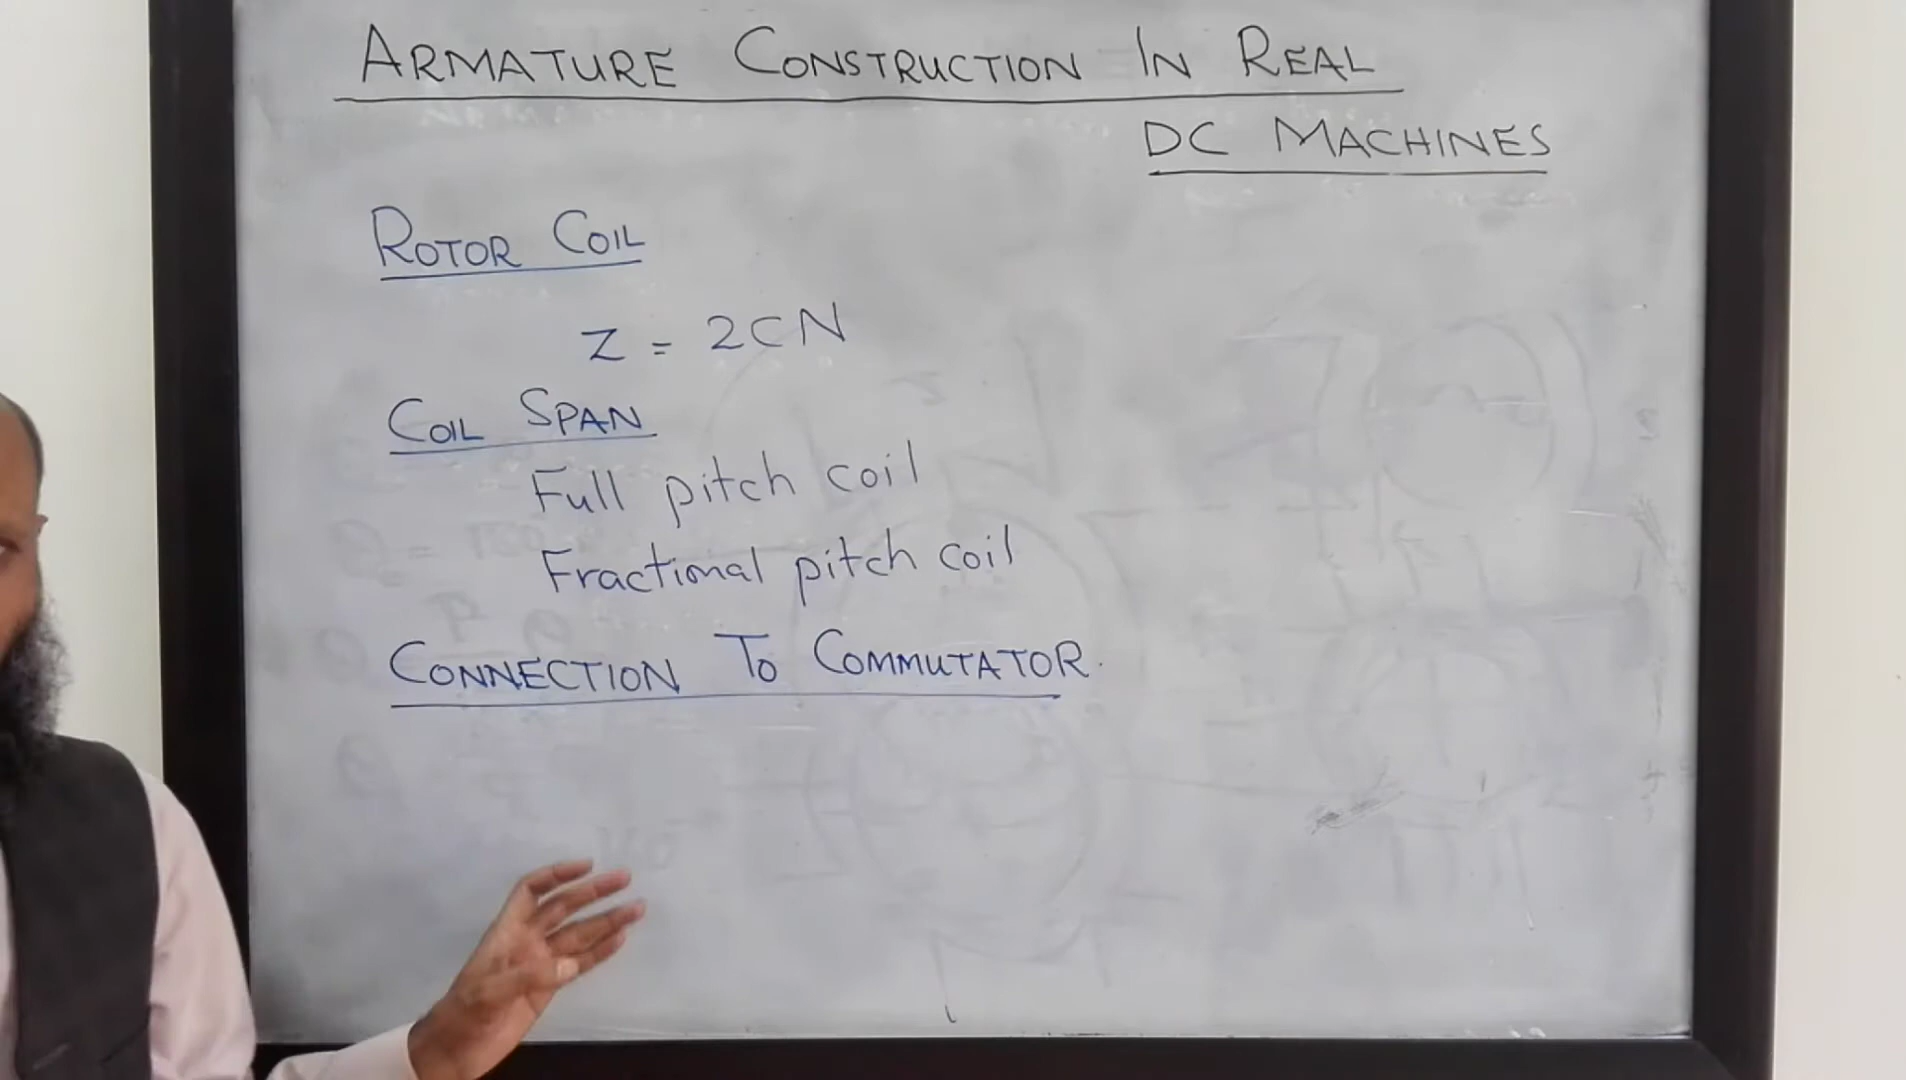 ARMATURE CONSTRUCTION IN REAL
DC MACHINES
ROTOR COIL
Z = 2CN
COIL SPAN
Full pitch coil
Fractional pitch coil
CONNECTION TO COMMUTATOR.